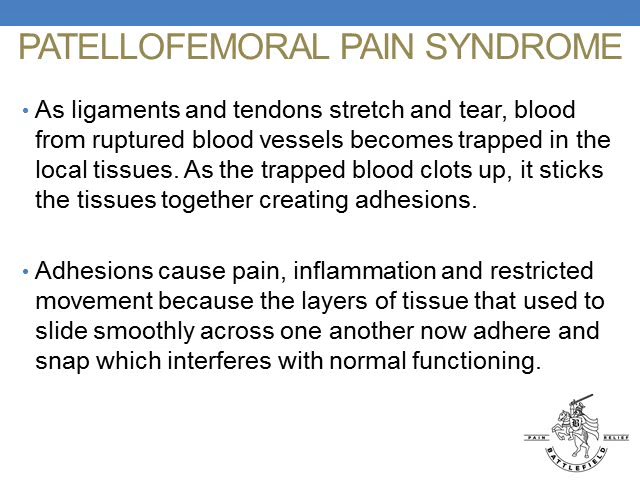 PATELLOFEMORAL PAIN SYNDROME
• As ligaments and tendons stretch and tear, blood
from ruptured blood vessels becomes trapped in the
local tissues. As the trapped blood clots up, it sticks
the tissues together creating adhesions.
• Adhesions cause pain, inflammation and restricted
movement because the layers of tissue that used to
slide smoothly across one another now adhere and
snap which interferes with normal functioning.
B
PAIN RELIEF
BATTLEFIELD